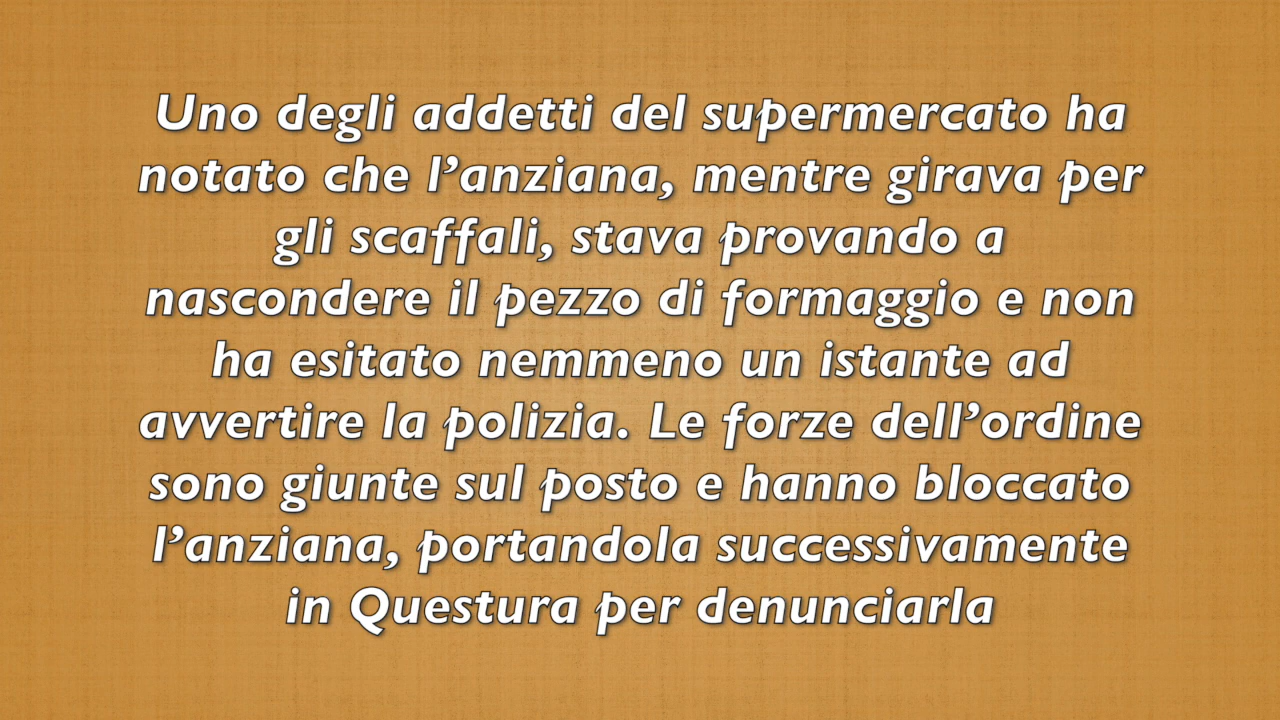 Uno degli addetti del supermercato ha
notato che l’anziana, mentre girava per
gli scaffali, stava provando a
nascondere il pezzo di formaggio e non
ha esitato nemmeno un istante ad
avvertire la polizia. Le forze dell’ordine
sono giunte sul posto e hanno bloccato
l’anziana, portandola successivamente
in Questura per denunciarla